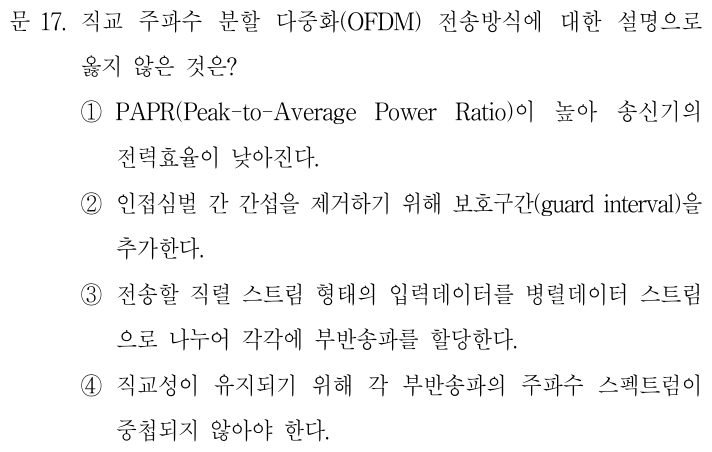 문 17. 직교 주파수 분할 다중화(OFDM) 전송방식에 대한 설명으로
옳지 않은 것은?
① PAPR(Peak-to-Average Power Ratio)이 높아 송신기의
전력효율이 낮아진다.
② 인접심벌 간 간섭을 제거하기 위해 보호구간(guard interval)을
추가한다.
③ 전송할 직렬 스트림 형태의 입력데이터를 병렬데이터 스트림
으로 나누어 각각에 부반송파를 할당한다.
④ 직교성이 유지되기 위해 각 부반송파의 주파수 스펙트럼이
중첩되지 않아야 한다.